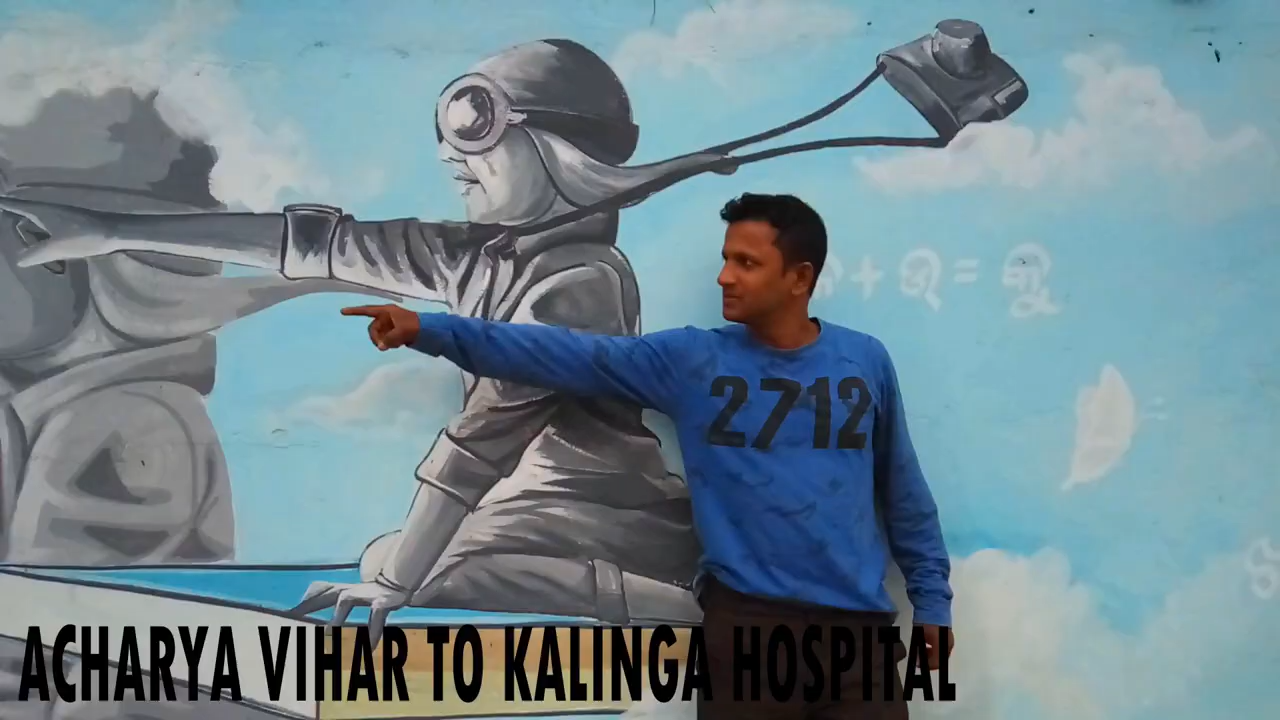 + ଜ୍ = ଜୁ
2712
ACHARYA VIHAR TO KALINGA HOSPITAL